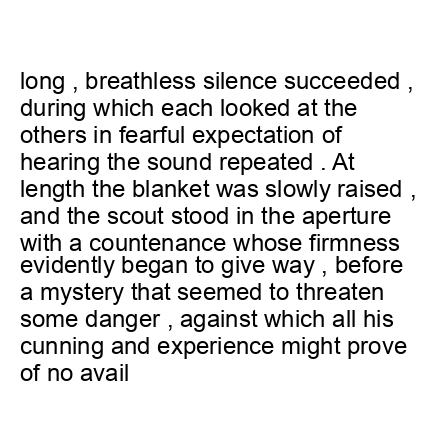 long , breathless silence succeeded ,
during which each looked at the
others in fearful expectation of
hearing the sound repeated . At
length the blanket was slowly raised ,
and the scout stood in the aperture
with a countenance whose firmness
evidently began to give way , before
a mystery that seemed to threaten
some danger , against which all his
cunning and experience might prove
of no avail